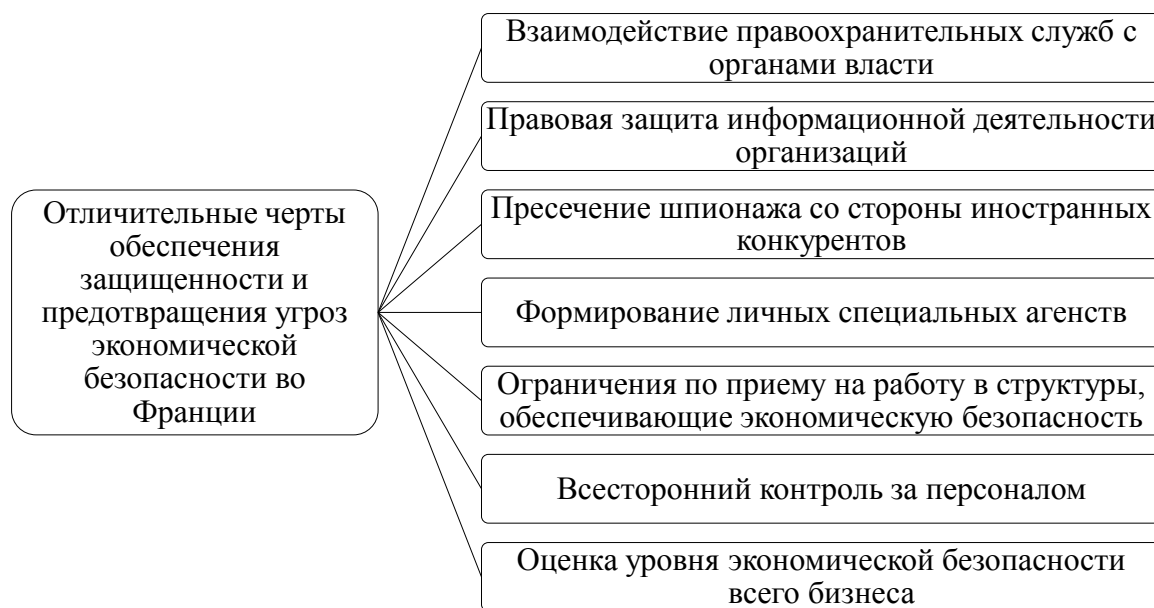 Отличительные черты
обеспечения
защищенности и
предотвращения угроз
экономической
безопасности во
Франции
Взаимодействие правоохранительных служб с
органами власти
Правовая защита информационной деятельности
организаций
Пресечение шпионажа со стороны иностранных
конкурентов
Формирование личных специальных агенств
Ограничения по приему на работу в структуры,
обеспечивающие экономическую безопасность
Всесторонний контроль за персоналом
Оценка уровня экономической безопасности
всего бизнеса